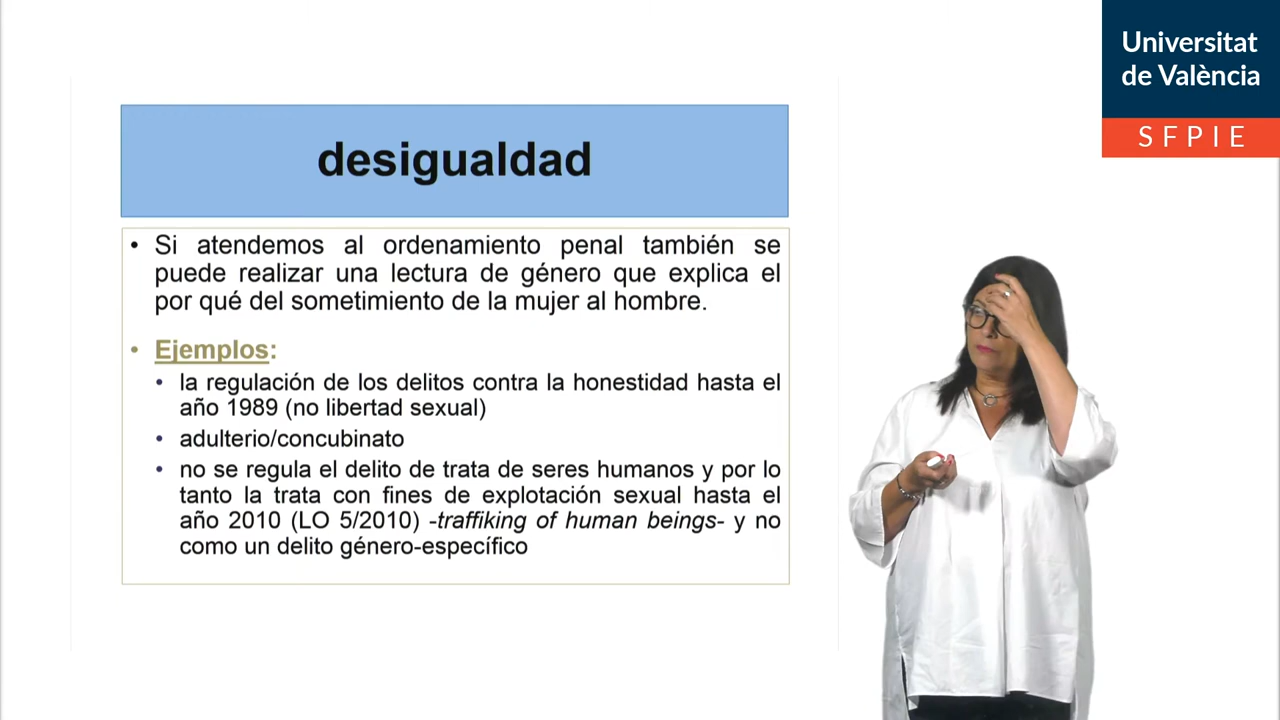 Universitat
de València
SFPIE
desigualdad
• Si atendemos al ordenamiento penal también se
puede realizar una lectura de género que explica el
por qué del sometimiento de la mujer al hombre.
• Ejemplos:
• la regulación de los delitos contra la honestidad hasta el
año 1989 (no libertad sexual)
• adulterio/concubinato
• no se regula el delito de trata de seres humanos y por lo
tanto la trata con fines de explotación sexual hasta el
año 2010 (LO 5/2010) -traffiking of human beings- y no
como un delito género-específico